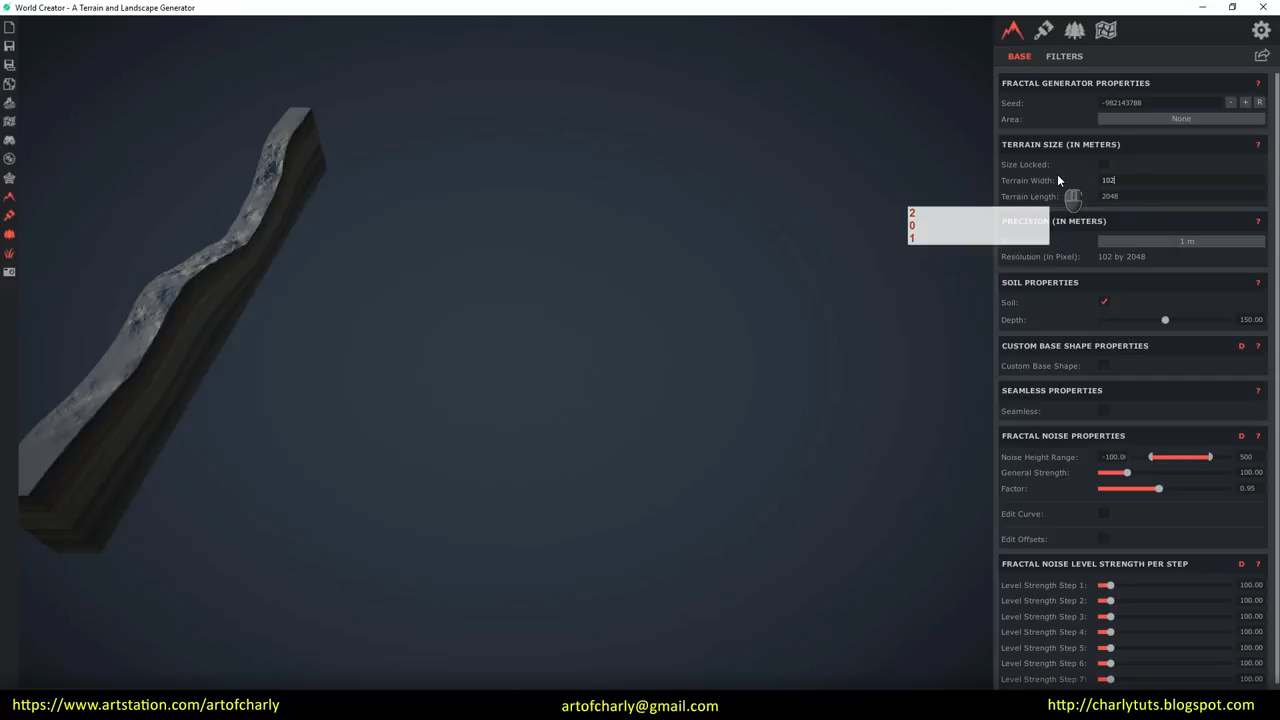 World Creator - A Terrain and Landscape Generator
BASE FILTERS
FRACTAL GENERATOR PROPERTIES ?
Seed: -982143788 - + R
Area: None
TERRAIN SIZE (IN METERS) ?
Size Locked:
Terrain Width: 102
Terrain Length: 2048
2
0
1
PRECISION (IN METERS) ?
1 m
Resolution (In Pixel): 102 by 2048
SOIL PROPERTIES ?
Soil:
Depth: 150.00
CUSTOM BASE SHAPE PROPERTIES D ?
Custom Base Shape:
SEAMLESS PROPERTIES ?
Seamless:
FRACTAL NOISE PROPERTIES D ?
Noise Height Range: -100.0 500
General Strength: 100.00
Factor: 0.95
Edit Curve:
Edit Offsets:
FRACTAL NOISE LEVEL STRENGTH PER STEP D ?
Level Strength Step 1: 100.00
Level Strength Step 2: 100.00
Level Strength Step 3: 100.00
Level Strength Step 4: 100.00
Level Strength Step 5: 100.00
Level Strength Step 6: 100.00
Level Strength Step 7: 100.00
https://www.artstation.com/artofcharly artofcharly@gmail.com http://charlytuts.blogspot.com